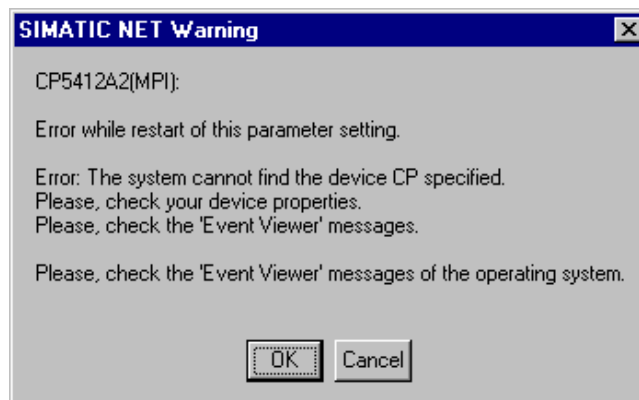 SIMATIC NET Warning
CP5412A2(MPI):
Error while restart of this parameter setting.
Error: The system cannot find the device CP specified.
Please, check your device properties.
Please, check the 'Event Viewer' messages.
Please, check the 'Event Viewer' messages of the operating system.
OK Cancel